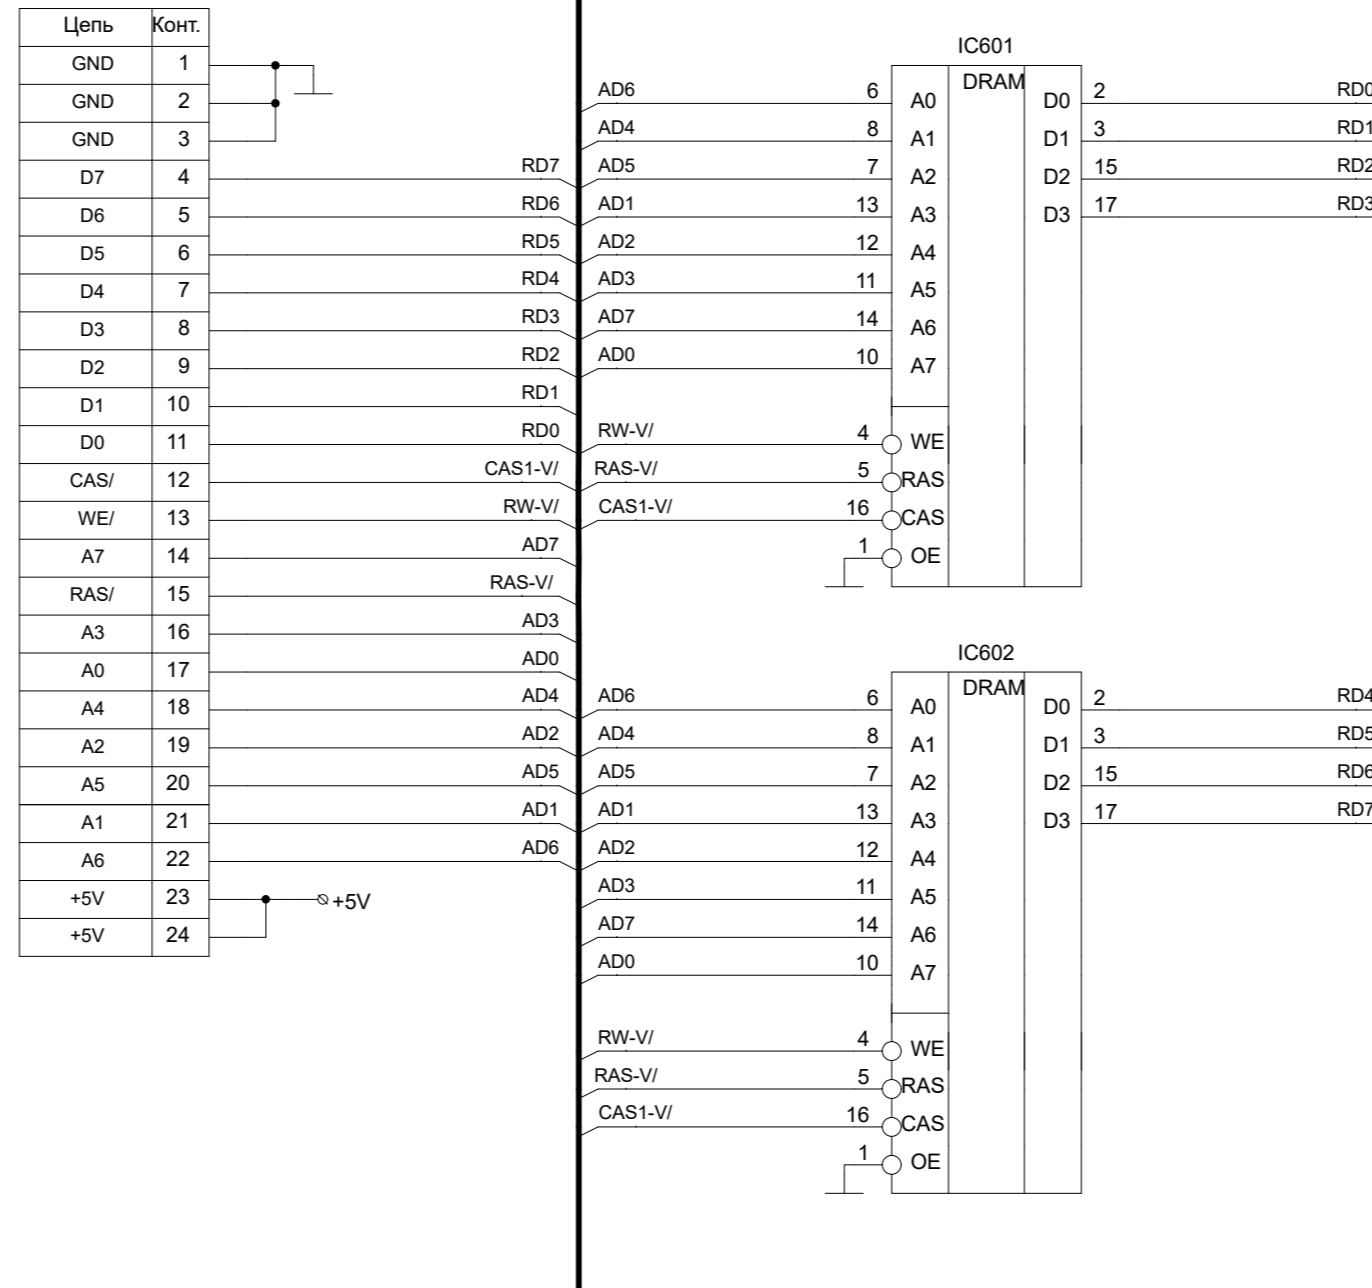 Цепь Конт.
GND 1
GND 2
GND 3
D7 4 RD7
D6 5 RD6
D5 6 RD5
D4 7 RD4
D3 8 RD3
D2 9 RD2
D1 10 RD1
D0 11 RD0
CAS/ 12 CAS1-V/
WE/ 13 RW-V/
A7 14 AD7
RAS/ 15 RAS-V/
A3 16 AD3
A0 17 AD0
A4 18 AD4
A2 19 AD2
A5 20 AD5
A1 21 AD1
A6 22 AD6
+5V 23 +5V
+5V 24
IC601
DRAM
AD6 6 A0 D0 2 RD0
AD4 8 A1 D1 3 RD1
AD5 7 A2 D2 15 RD2
AD1 13 A3 D3 17 RD3
AD2 12 A4
AD3 11 A5
AD7 14 A6
AD0 10 A7
RW-V/ 4 WE
RAS-V/ 5 RAS
CAS1-V/ 16 CAS
1 OE
IC602
DRAM
AD6 6 A0 D0 2 RD4
AD4 8 A1 D1 3 RD5
AD5 7 A2 D2 15 RD6
AD1 13 A3 D3 17 RD7
AD2 12 A4
AD3 11 A5
AD7 14 A6
AD0 10 A7
RW-V/ 4 WE
RAS-V/ 5 RAS
CAS1-V/ 16 CAS
1 OE